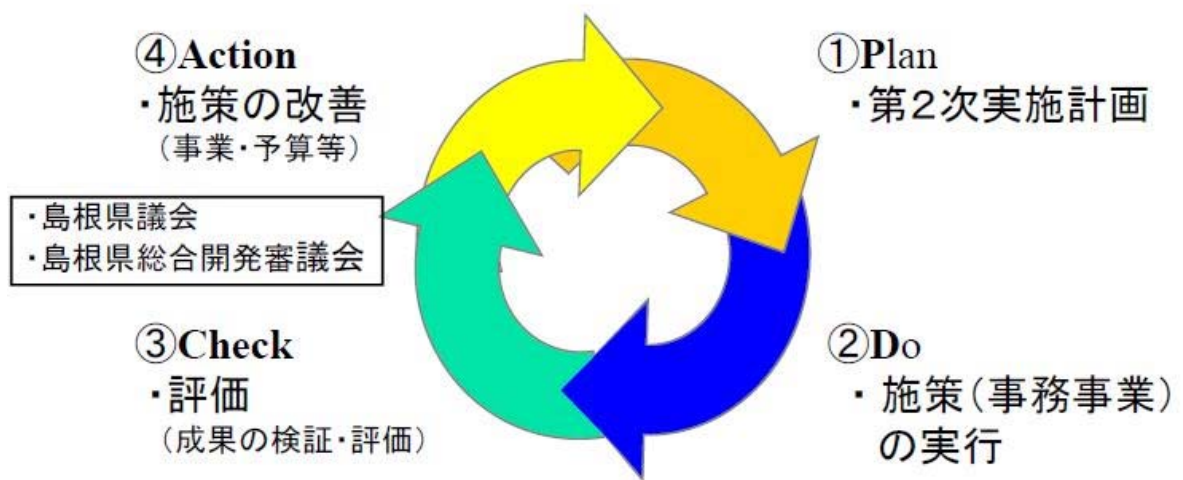 ④Action
・施策の改善
（事業・予算等）
①Plan
・第２次実施計画
・島根県議会
・島根県総合開発審議会
③Check
・評価
（成果の検証・評価）
②Do
・施策（事務事業）
の実行